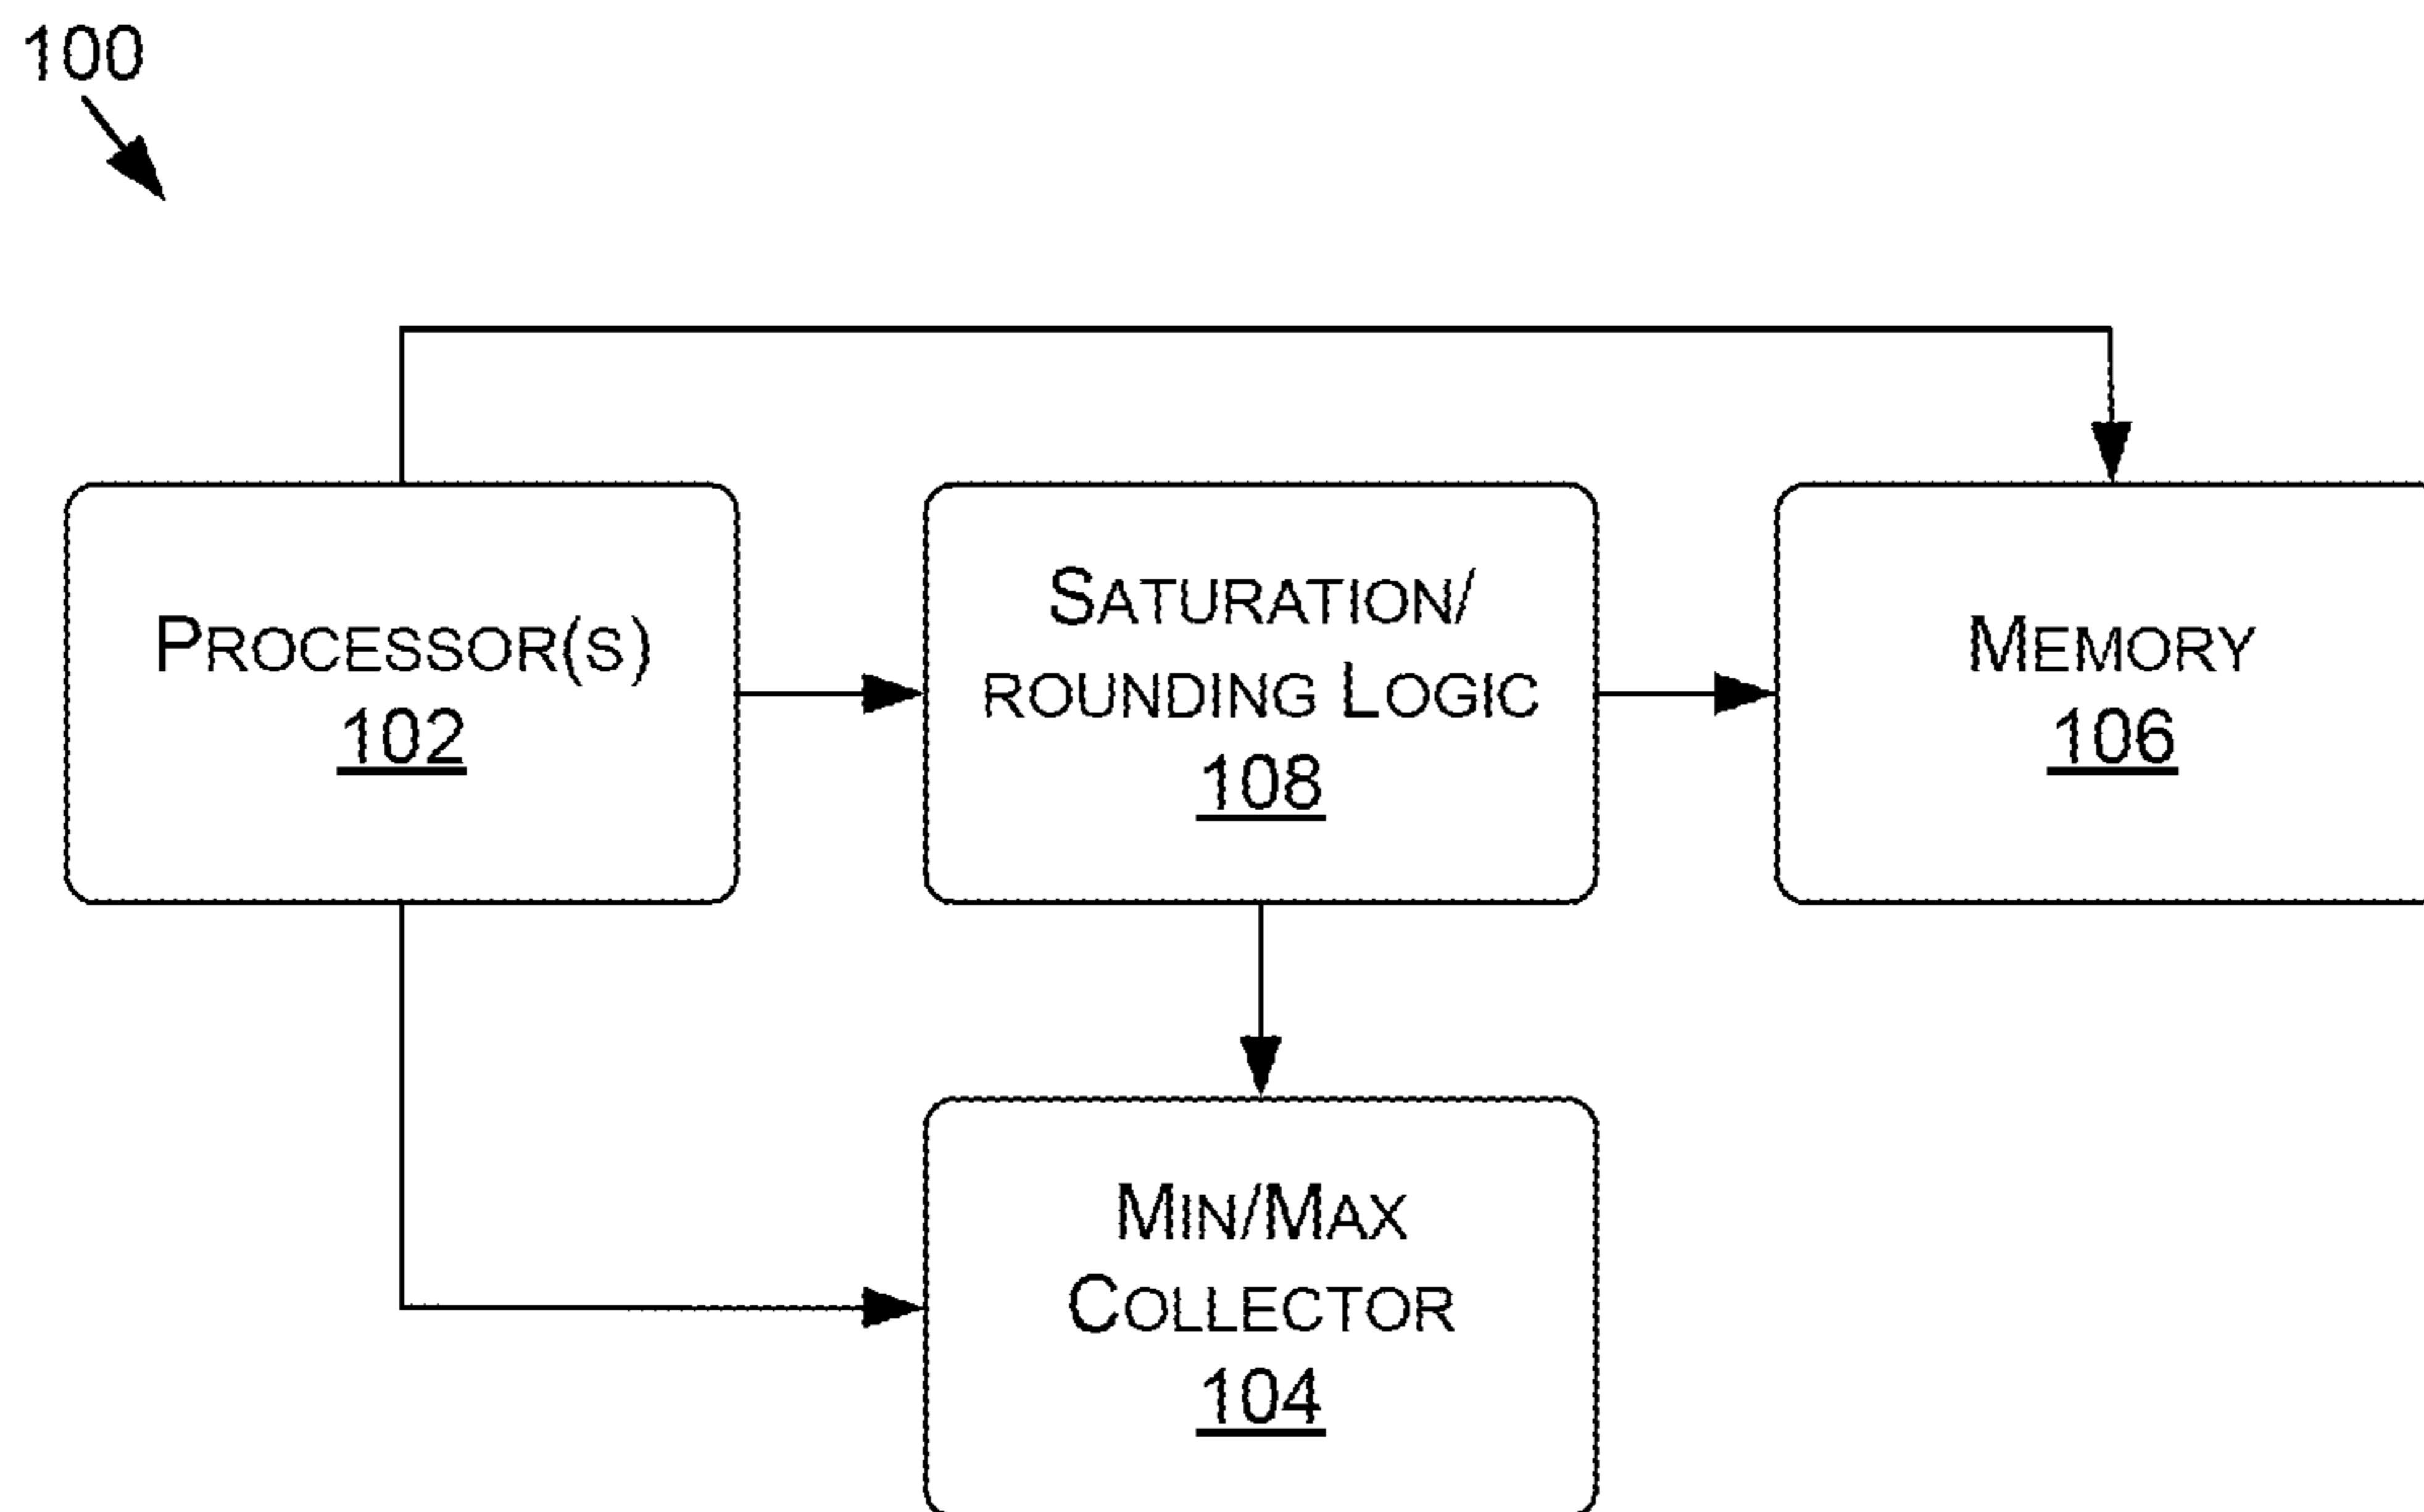 100
PROCESSOR(S)
102
SATURATION/
ROUNDING LOGIC
108
MEMORY
106
MIN/MAX
COLLECTOR
104